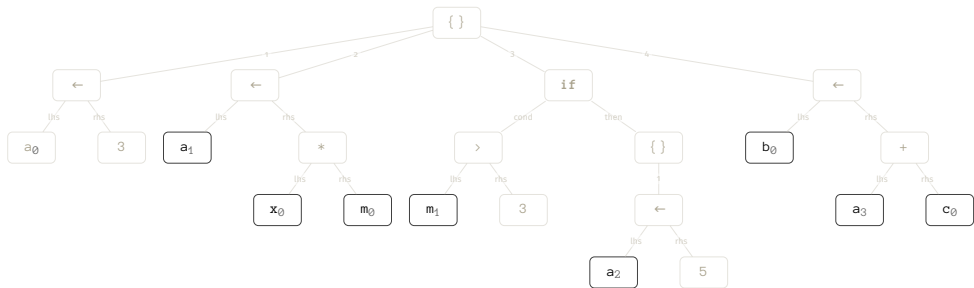 { }
1 2 3 4
← ← if ←
lhs rhs lhs rhs cond then lhs rhs
a0 3 a1 * > { } b0 +
lhs rhs lhs rhs 1 lhs rhs
x0 m0 m1 3 ← a3 c0
lhs rhs
a2 5